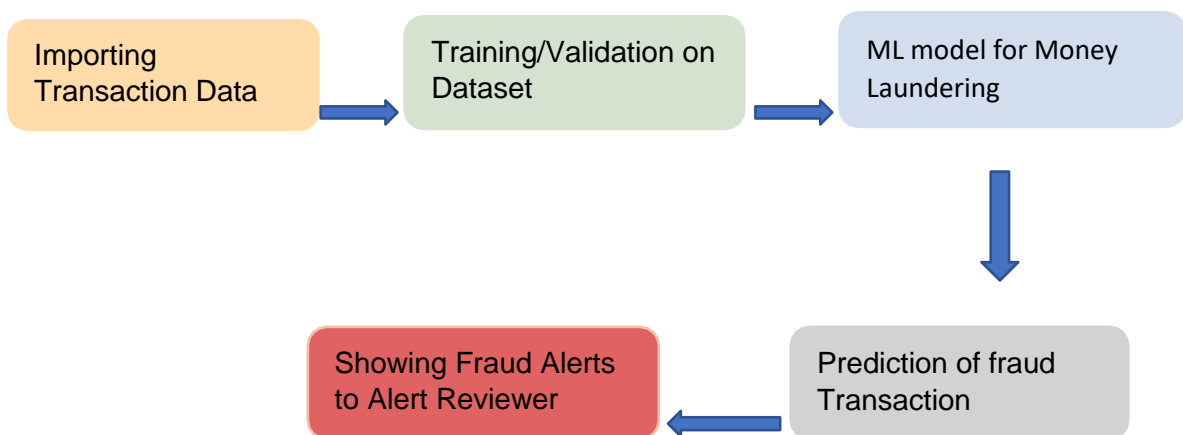 Importing
Transaction Data
Training/Validation on
Dataset
ML model for Money
Laundering
Prediction of fraud
Transaction
Showing Fraud Alerts
to Alert Reviewer